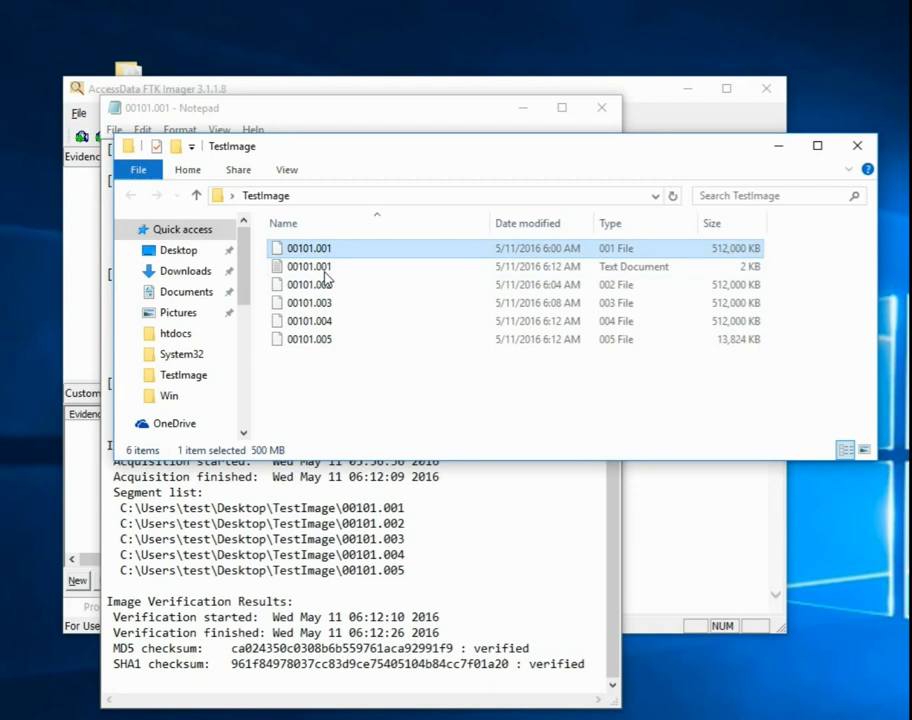 AccessData FTK Imager 3.1.1.8
File
Evidenc
Custom
Eviden
New
For Use
NUM
00101.001 - Notepad
File Edit Format View Help
TestImage
File Home Share View
TestImage
Search TestImage
Quick access
Desktop
Downloads
Documents
Pictures
htdocs
System32
TestImage
Win
OneDrive
Name Date modified Type Size
00101.001 5/11/2016 6:00 AM 001 File 512,000 KB
00101.001 5/11/2016 6:12 AM Text Document 2 KB
5/11/2016 6:04 AM 002 File 512,000 KB
00101.003 5/11/2016 6:08 AM 003 File 512,000 KB
00101.004 5/11/2016 6:12 AM 004 File 512,000 KB
00101.005 5/11/2016 6:12 AM 005 File 13,824 KB
6 items 1 item selected 500 MB
Acquisition finished: Wed May 11 06:12:09 2016
Segment list:
C:\Users\test\Desktop\TestImage\00101.001
C:\Users\test\Desktop\TestImage\00101.002
C:\Users\test\Desktop\TestImage\00101.003
C:\Users\test\Desktop\TestImage\00101.004
C:\Users\test\Desktop\TestImage\00101.005
Image Verification Results:
Verification started: Wed May 11 06:12:10 2016
Verification finished: Wed May 11 06:12:26 2016
MD5 checksum: ca024350c0308b6b559761aca92991f9 : verified
SHA1 checksum: 961f84978037cc83d9ce75405104b84cc7f01a20 : verified